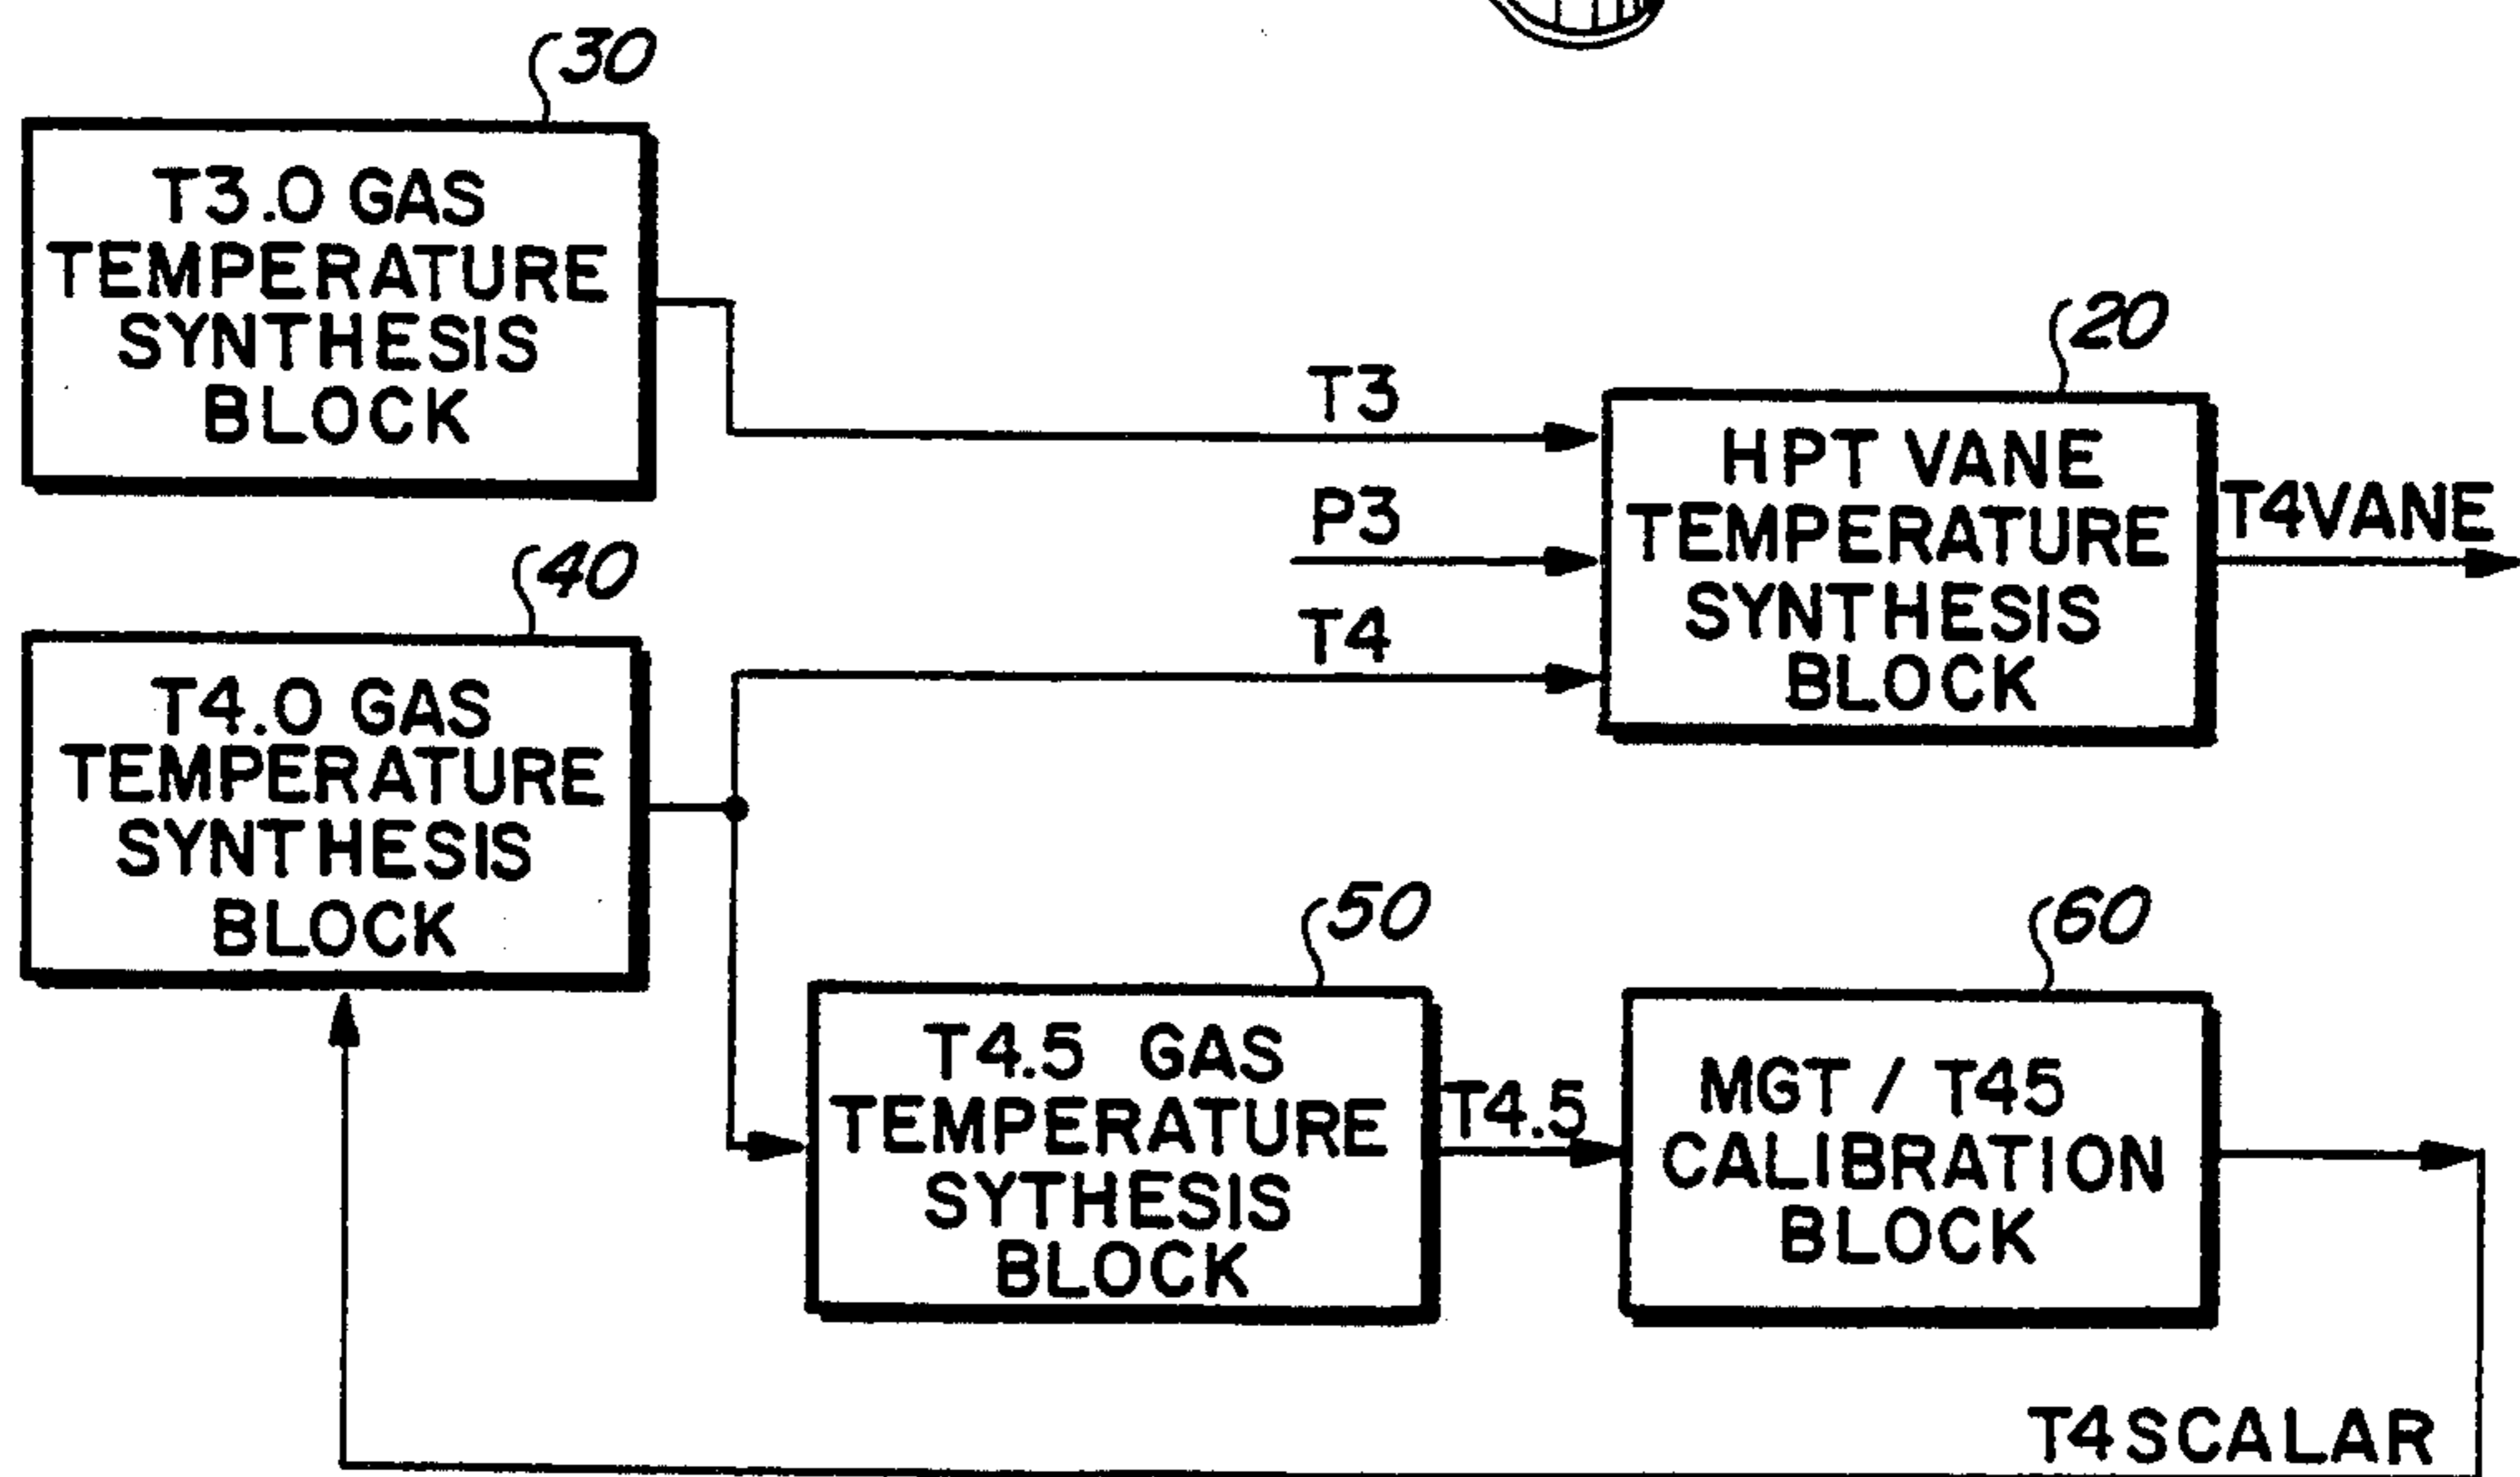 30
T3.0 GAS
TEMPERATURE
SYNTHESIS
BLOCK
T3
P3
T4
20
HPT VANE
TEMPERATURE
SYNTHESIS
BLOCK
T4VANE
40
T4.0 GAS
TEMPERATURE
SYNTHESIS
BLOCK
50
T4.5 GAS
TEMPERATURE
SYTHESIS
BLOCK
T4.5
60
MGT / T45
CALIBRATION
BLOCK
T4SCALAR